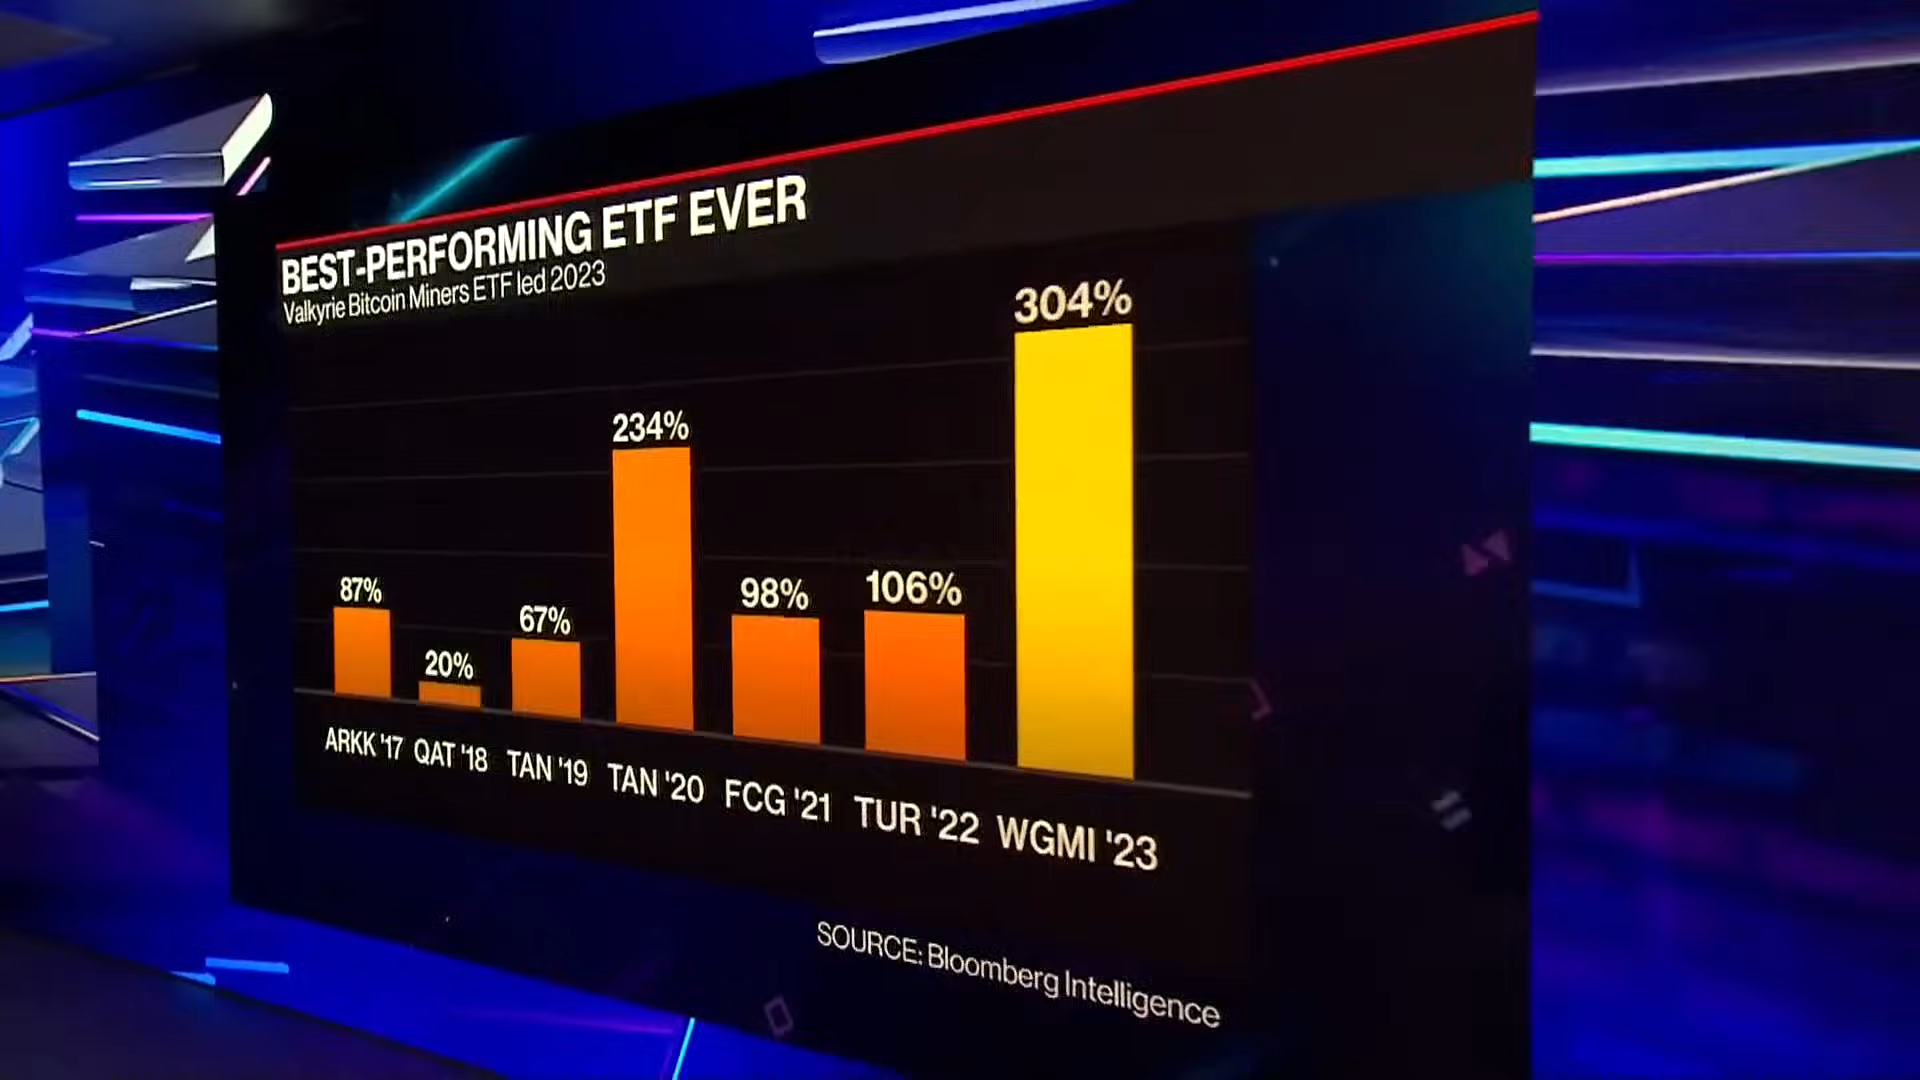 BEST-PERFORMING ETF EVER
Valkyrie Bitcoin Miners ETF led 2023
304%
234%
87%
20%
67%
98%
106%
ARKK '17 QAT '18 TAN '19 TAN '20 FCG '21 TUR '22 WGMI '23
SOURCE: Bloomberg Intelligence